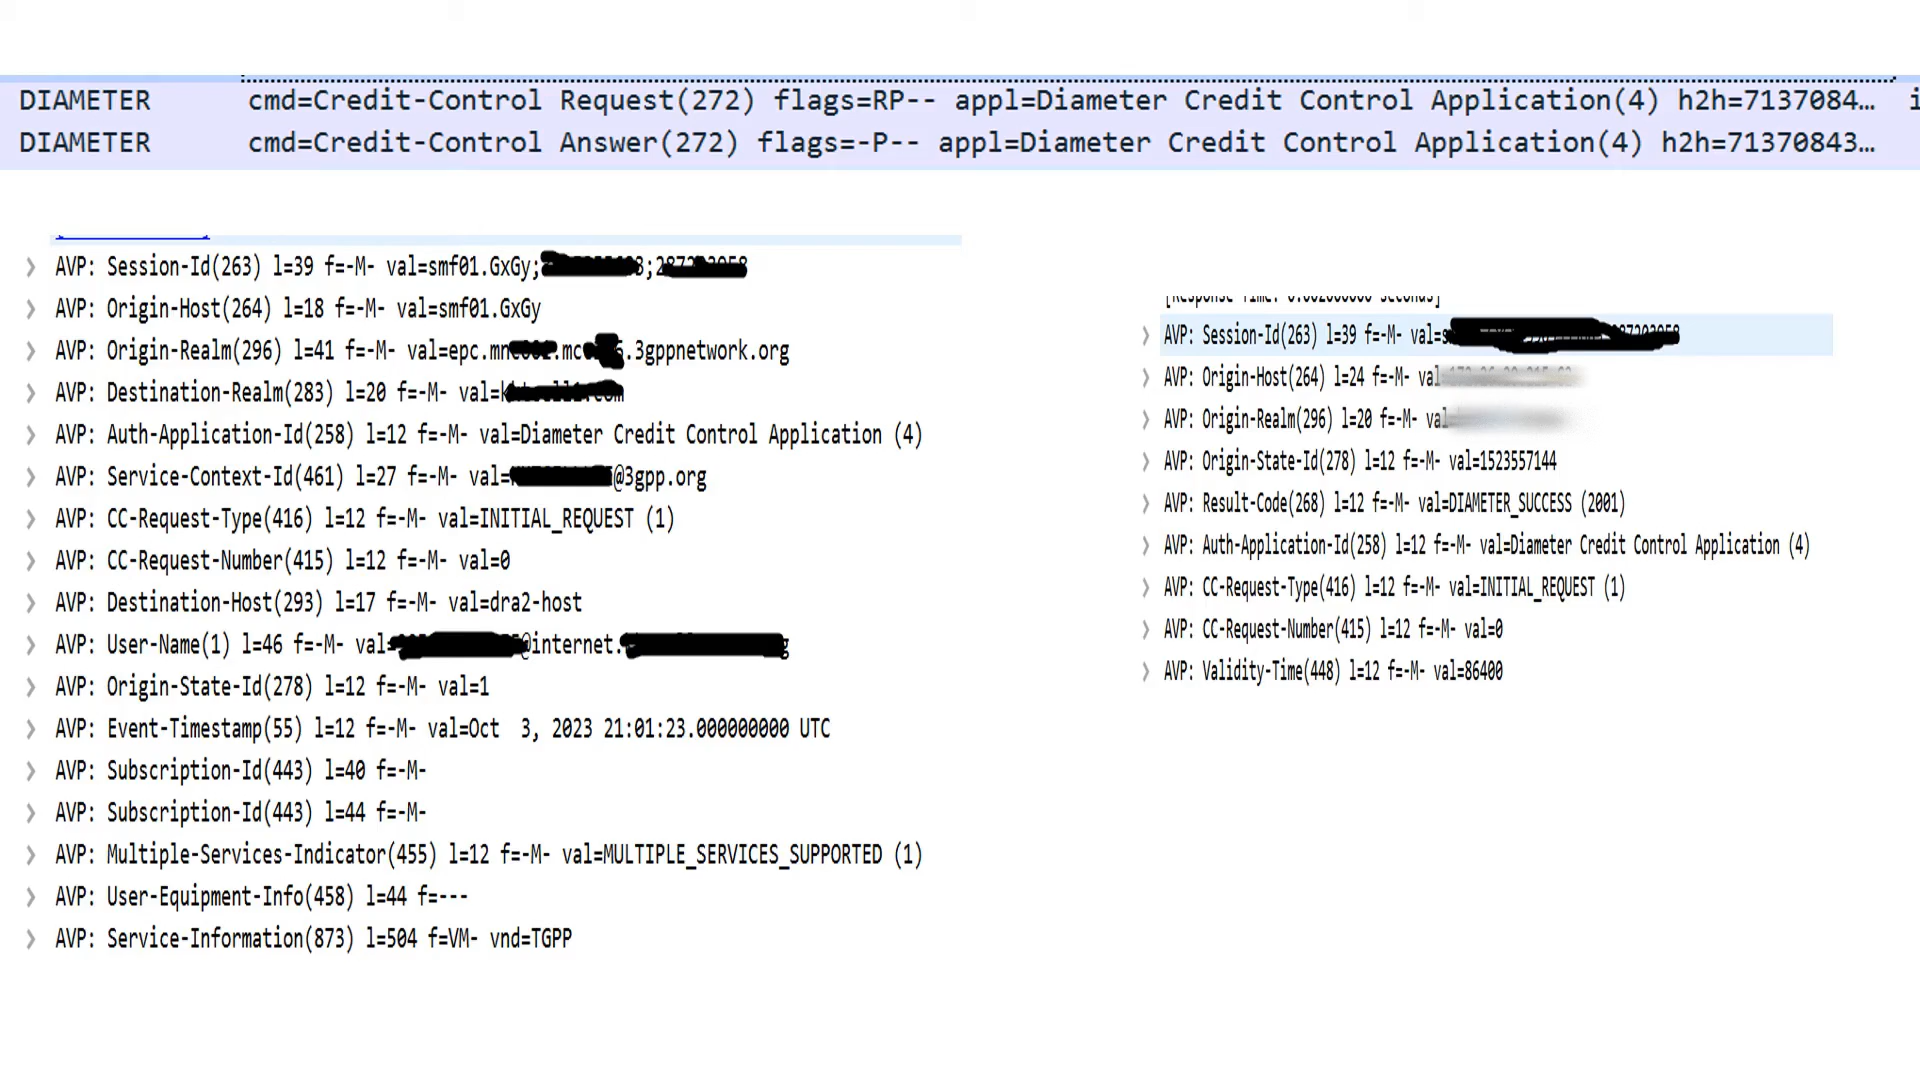 DIAMETER cmd=Credit-Control Request(272) flags=RP-- appl=Diameter Credit Control Application(4) h2h=7137084… i
DIAMETER cmd=Credit-Control Answer(272) flags=-P-- appl=Diameter Credit Control Application(4) h2h=71370843…
AVP: Session-Id(263) l=39 f=-M- val=smf01.GxGy;
AVP: Origin-Host(264) l=18 f=-M- val=smf01.GxGy
AVP: Origin-Realm(296) l=41 f=-M- val=epc. .3gppnetwork.org
AVP: Destination-Realm(283) l=20 f=-M-
AVP: Auth-Application-Id(258) l=12 f=-M- val=Diameter Credit Control Application (4)
AVP: Service-Context-Id(461) l=27 f=-M- val= @3gpp.org
AVP: CC-Request-Type(416) l=12 f=-M- val=INITIAL_REQUEST (1)
AVP: CC-Request-Number(415) l=12 f=-M- val=0
AVP: Destination-Host(293) l=17 f=-M- val=dra2-host
AVP: User-Name(1) l=46 f=-M- val= @internet.
AVP: Origin-State-Id(278) l=12 f=-M- val=1
AVP: Event-Timestamp(55) l=12 f=-M- val=Oct 3, 2023 21:01:23.000000000 UTC
AVP: Subscription-Id(443) l=40 f=-M-
AVP: Subscription-Id(443) l=44 f=-M-
AVP: Multiple-Services-Indicator(455) l=12 f=-M- val=MULTIPLE_SERVICES_SUPPORTED (1)
AVP: User-Equipment-Info(458) l=44 f=---
AVP: Service-Information(873) l=504 f=VM- vnd=TGPP
AVP: Session-Id(263) l=39 f=-M-
AVP: Origin-Host(264) l=24 f=-M-
AVP: Origin-Realm(296) l=20 f=-M-
AVP: Origin-State-Id(278) l=12 f=-M- val=1523557144
AVP: Result-Code(268) l=12 f=-M- val=DIAMETER_SUCCESS (2001)
AVP: Auth-Application-Id(258) l=12 f=-M- val=Diameter Credit Control Application (4)
AVP: CC-Request-Type(416) l=12 f=-M- val=INITIAL_REQUEST (1)
AVP: CC-Request-Number(415) l=12 f=-M- val=0
AVP: Validity-Time(448) l=12 f=-M- val=86400